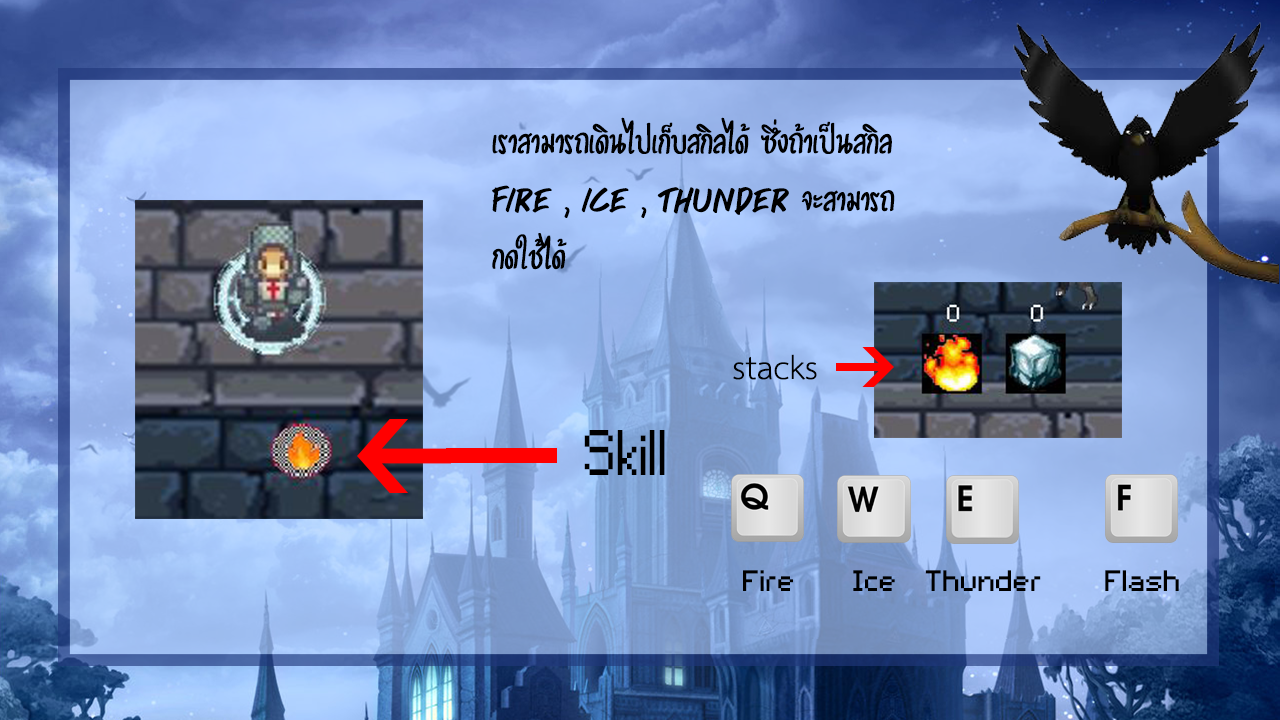 เราสามารถเดินไปเก็บสกิลได้ ซึ่งถ้าเป็นสกิล
FIRE , ICE , THUNDER จะสามารถ
กดใช้ได้
0 0
stacks
Skill
Q W E F
Fire Ice Thunder Flash